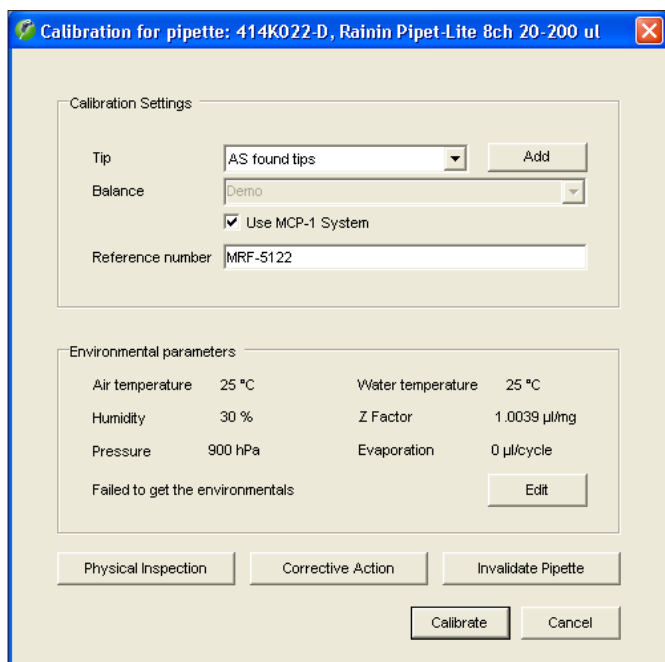 Calibration for pipette: 414K022-D, Rainin Pipet-Lite 8ch 20-200 ul
Calibration Settings
Tip AS found tips Add
Balance Demo
Use MCP-1 System
Reference number MRF-5122
Environmental parameters
Air temperature 25 °C Water temperature 25 °C
Humidity 30 % Z Factor 1.0039 µl/mg
Pressure 900 hPa Evaporation 0 µl/cycle
Failed to get the environmentals Edit
Physical Inspection Corrective Action Invalidate Pipette
Calibrate Cancel